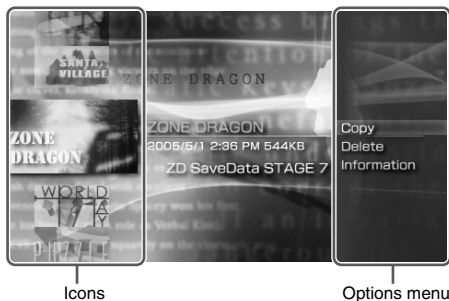 SANTA
VILLAGE
ZONE DRAGON
ZONE
DRAGON
ZONE DRAGON
2005/5/1 2:36 PM 544KB
ZD SaveData STAGE 7
WORLD
Copy
Delete
Information
Icons
Options menu